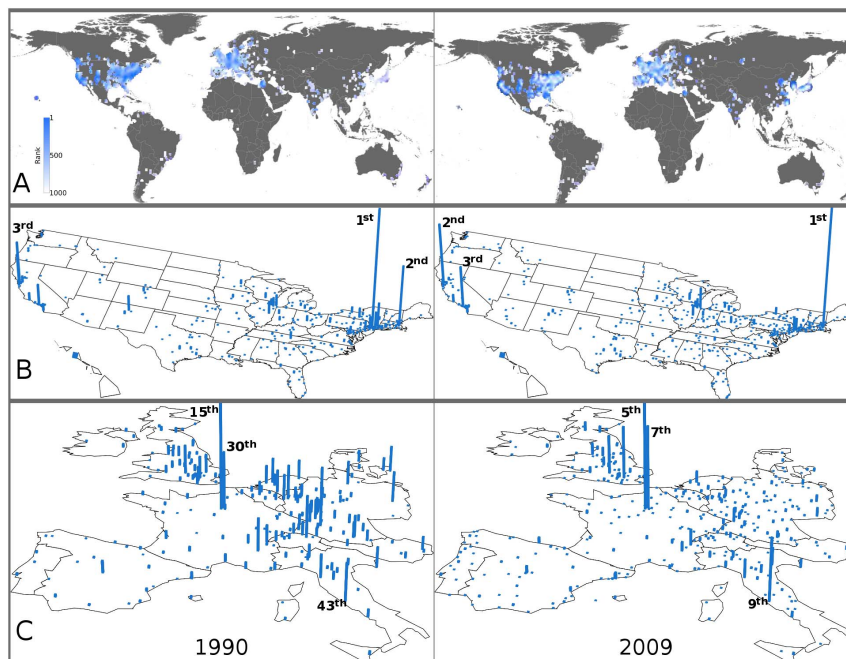 1
Rank
500
1000
A
3rd
1st
2nd
2nd
3rd
1st
B
15th
30th
43th
5th
7th
9th
C
1990
2009